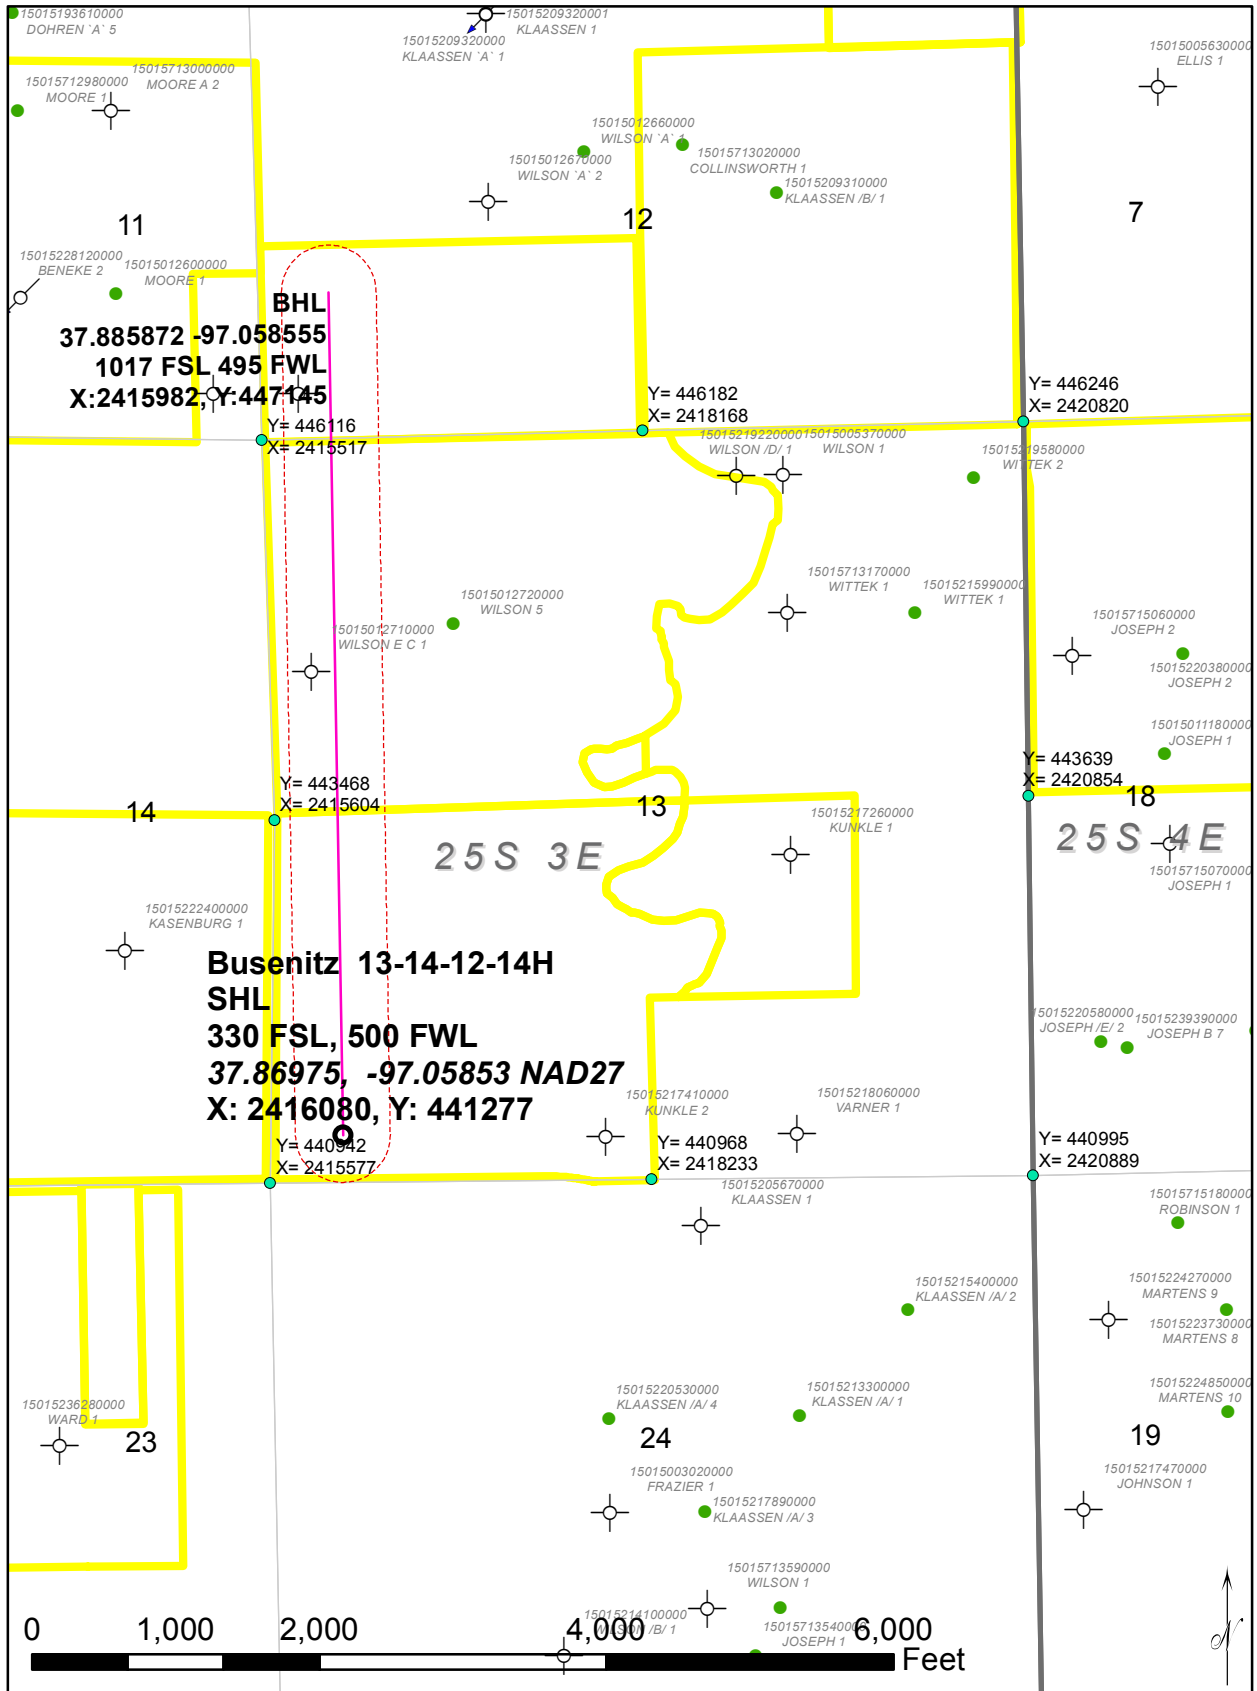 15015193610000
DOHREN `A` 5
15015209320001
KLAASSEN 1
15015209320000
KLAASSEN `A` 1
15015005630000
ELLIS 1
15015713000000
MOORE A 2
15015712980000
MOORE 1
15015012660000
WILSON `A` 1
15015012670000
WILSON `A` 2
15015713020000
COLLINSWORTH 1
15015209310000
KLAASSEN /B/ 1
11
12
7
15015228120000
BENEKE 2
15015012600000
MOORE 1
BHL
37.885872 -97.058555
1017 FSL 495 FWL
X:2415982, Y:447145
Y= 446116
X= 2415517
Y= 446182
X= 2418168
Y= 446246
X= 2420820
15015219220000
WILSON /D/ 1
15015005370000
WILSON 1
15015219580000
WITTEK 2
15015713170000
WITTEK 1
15015215990000
WITTEK 1
15015012720000
WILSON 5
15015012710000
WILSON E C 1
15015715060000
JOSEPH 2
15015220380000
JOSEPH 2
15015011180000
JOSEPH 1
Y= 443468
X= 2415604
Y= 443639
X= 2420854
14
13
18
15015217260000
KUNKLE 1
25S 3E
25S 4E
15015715070000
JOSEPH 1
15015222400000
KASENBURG 1
Busenitz 13-14-12-14H
SHL
330 FSL, 500 FWL
37.86975, -97.05853 NAD27
X: 2416080, Y: 441277
15015220580000
JOSEPH /E/ 2
15015239390000
JOSEPH B 7
15015217410000
KUNKLE 2
15015218060000
VARNER 1
Y= 440942
X= 2415577
Y= 440968
X= 2418233
Y= 440995
X= 2420889
15015205670000
KLAASSEN 1
15015715180000
ROBINSON 1
15015215400000
KLAASSEN /A/ 2
15015224270000
MARTENS 9
15015223730000
MARTENS 8
15015220530000
KLAASSEN /A/ 4
15015213300000
KLASSEN /A/ 1
15015224850000
MARTENS 10
15015236280000
WARD 1
23
24
19
15015003020000
FRAZIER 1
15015217890000
KLAASSEN /A/ 3
15015217470000
JOHNSON 1
15015713590000
WILSON 1
15015214100000
WILSON /B/ 1
15015713540000
JOSEPH 1
0 1,000 2,000 4,000 6,000
Feet
N